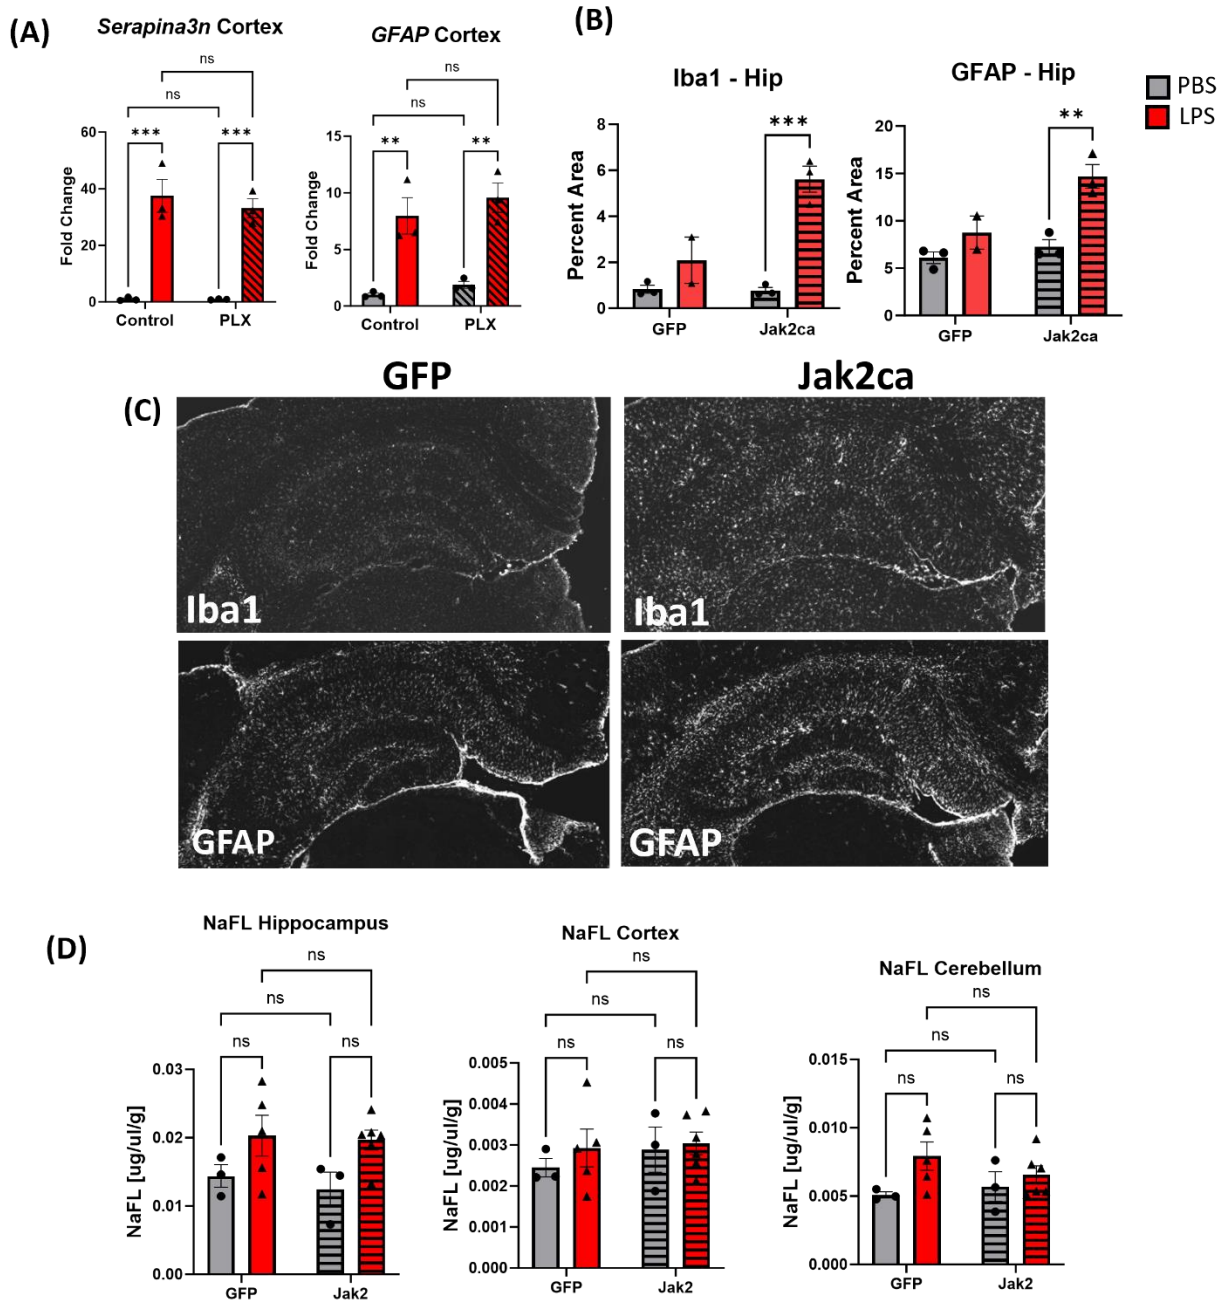 (A)
Serapina3n Cortex
ns
ns
***
***
60
40
20
0
Fold Change
Control
PLX
GFAP Cortex
ns
ns
**
**
15
10
5
0
Fold Change
Control
PLX
(B)
Iba1 - Hip
***
8
6
4
2
0
Percent Area
GFP
Jak2ca
GFAP - Hip
**
20
15
10
5
0
Percent Area
GFP
Jak2ca
PBS
LPS
GFP
Jak2ca
(C)
Iba1
Iba1
GFAP
GFAP
(D)
NaFL Hippocampus
ns
ns
ns
ns
0.03
0.02
0.01
0.00
NaFL [ug/ul/g]
GFP
Jak2
NaFL Cortex
ns
ns
ns
ns
0.005
0.004
0.003
0.002
0.001
0.000
NaFL [ug/ul/g]
GFP
Jak2
NaFL Cerebellum
ns
ns
ns
ns
0.015
0.010
0.005
0.000
NaFL [ug/ul/g]
GFP
Jak2